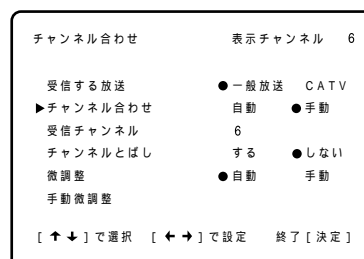 チャンネル合わせ 表示チャンネル 6
受信する放送 ●一般放送 CATV
▶チャンネル合わせ 自動 ●手動
受信チャンネル 6
チャンネルとばし する ●しない
微調整 ●自動 手動
手動微調整
[↑↓]で選択 [←→]で設定 終了[決定]